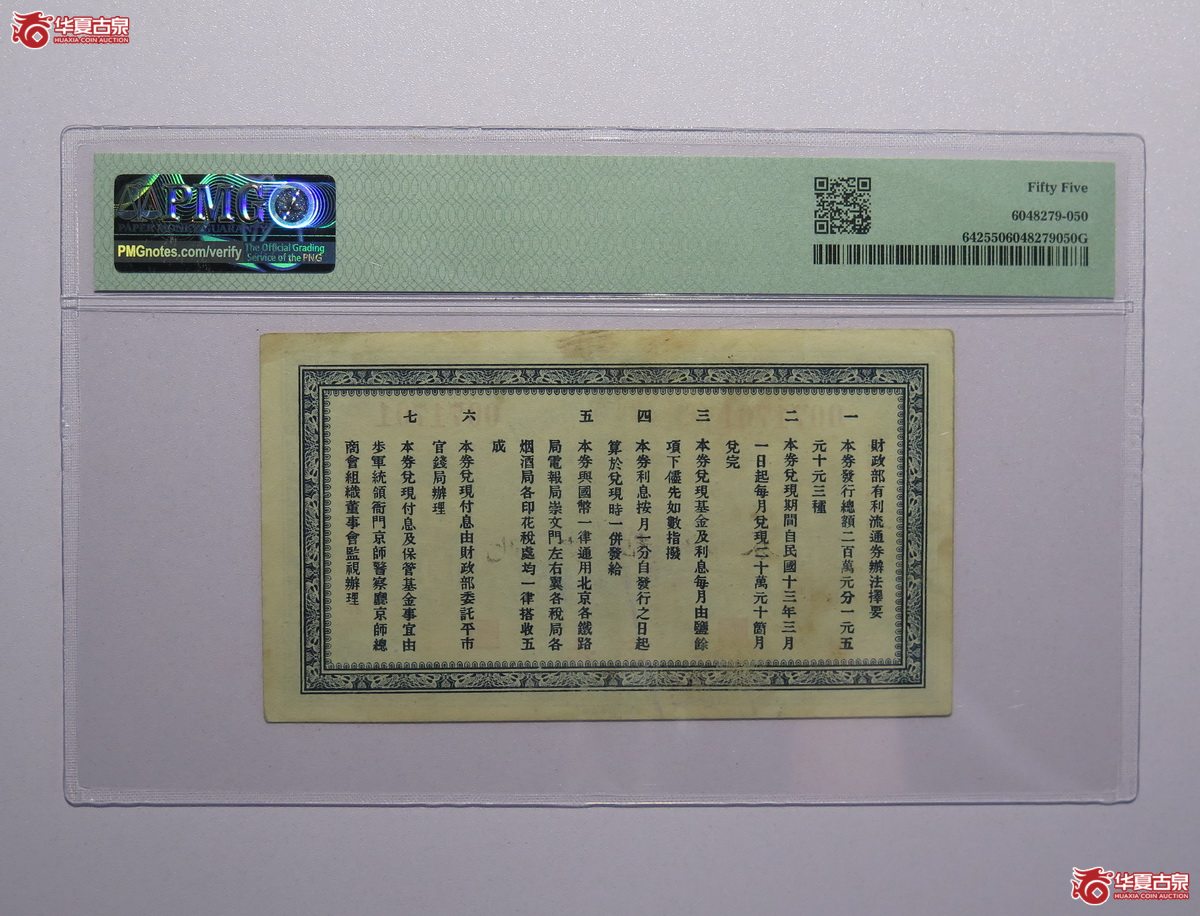 华夏古泉
HUAXIA COIN AUCTION
PMG
PAPER MONEY GUARANTY
PMGnotes.com/verify
The Official Grading
Service of the PNG
Fifty Five
6048279-050
6425506048279050G
財政部有利流通券辦法擇要
一 本券發行總額二百萬元分一元五
元十元三種
二 本券兌現期間自民國十三年三月
一日起每月兌現二十萬元十箇月
兌完
三 本券兌現基金及利息每月由鹽餘
項下儘先如數指撥
四 本券利息按月一分自發行之日起
算於兌現時一併發給
五 本券與國幣一律通用北京各鐵路
局電報局崇文門左右翼各稅局各
烟酒局各印花稅處均一律搭收五
成
六 本券兌現付息由財政部委託平市
官錢局辦理
七 本券兌現付息及保管基金事宜由
步軍統領衙門京師警察廳京師總
商會組織董事會監視辦理
华夏古泉
HUAXIA COIN AUCTION